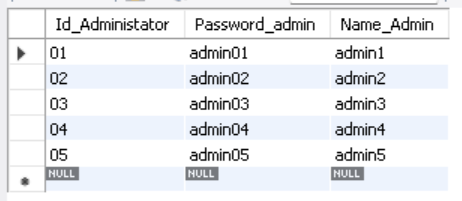 Id_Administator Password_admin Name_Admin
01 admin01 admin1
02 admin02 admin2
03 admin03 admin3
04 admin04 admin4
05 admin05 admin5
NULL NULL NULL